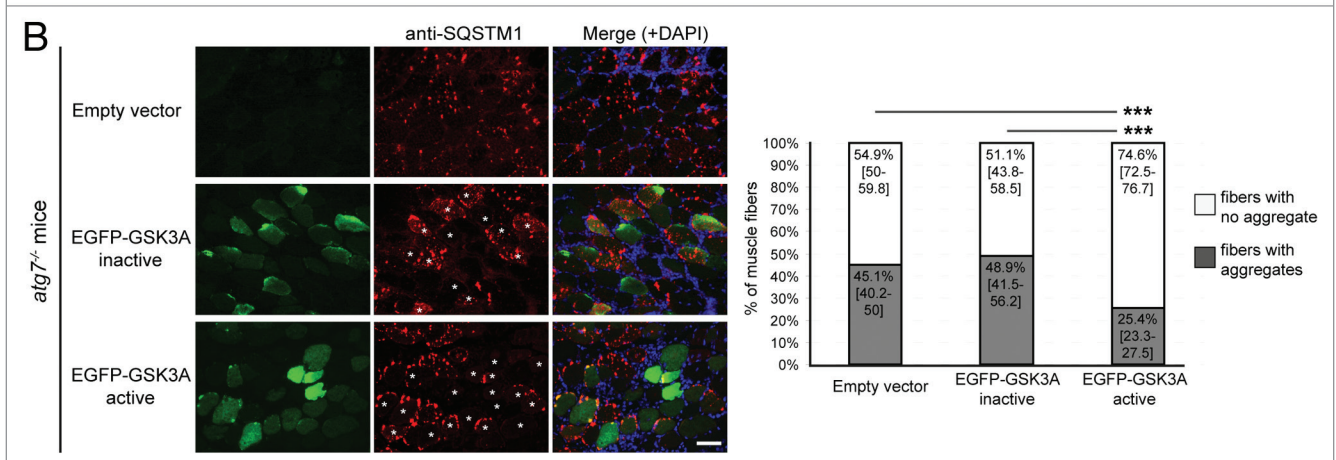 B
anti-SQSTM1
Merge (+DAPI)
atg7-/- mice
Empty vector
EGFP-GSK3A
inactive
EGFP-GSK3A
active
***
***
% of muscle fibers
100%
90%
80%
70%
60%
50%
40%
30%
20%
10%
0%
54.9%
[50-
59.8]
45.1%
[40.2-
50]
51.1%
[43.8-
58.5]
48.9%
[41.5-
56.2]
74.6%
[72.5-
76.7]
25.4%
[23.3-
27.5]
Empty vector
EGFP-GSK3A
inactive
EGFP-GSK3A
active
fibers with
no aggregate
fibers with
aggregates